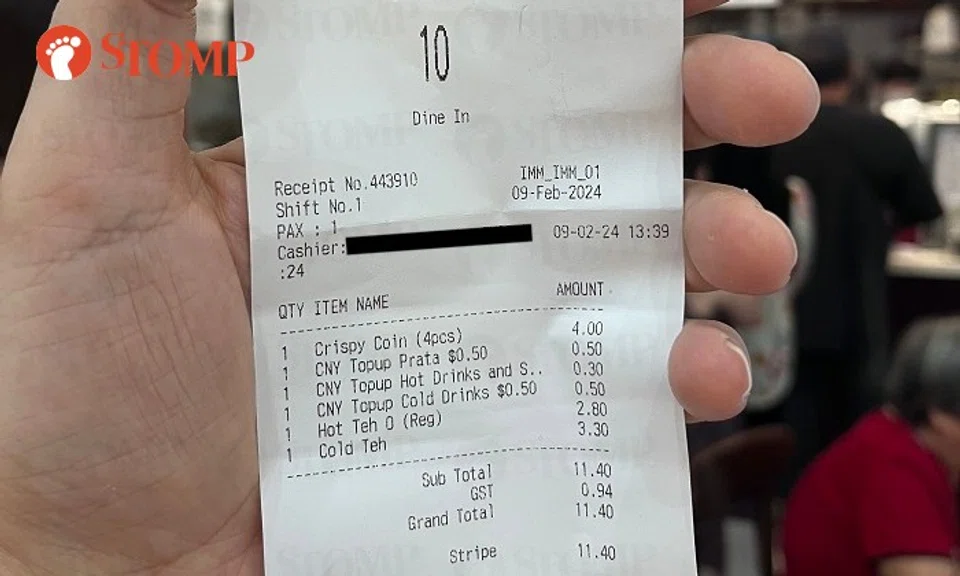 STOMP
10
Dine In
Receipt No.443910 IMM_IMM_01
Shift No.1 09-Feb-2024
PAX : 1
Cashier: 09-02-24 13:39
:24
QTY ITEM NAME AMOUNT
1 Crispy Coin (4pcs) 4.00
1 CNY Topup Prata $0.50 0.50
1 CNY Topup Hot Drinks and S.. 0.30
1 CNY Topup Cold Drinks $0.50 0.50
1 Hot Teh O (Reg) 2.80
1 Cold Teh 3.30
Sub Total 11.40
GST 0.94
Grand Total 11.40
Stripe 11.40